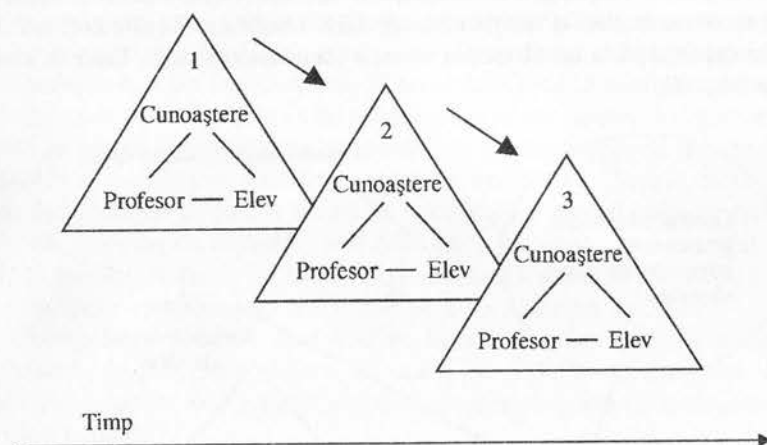 1
Cunoaştere
Profesor — Elev
2
Cunoaştere
Profesor — Elev
3
Cunoaştere
Profesor — Elev
Timp